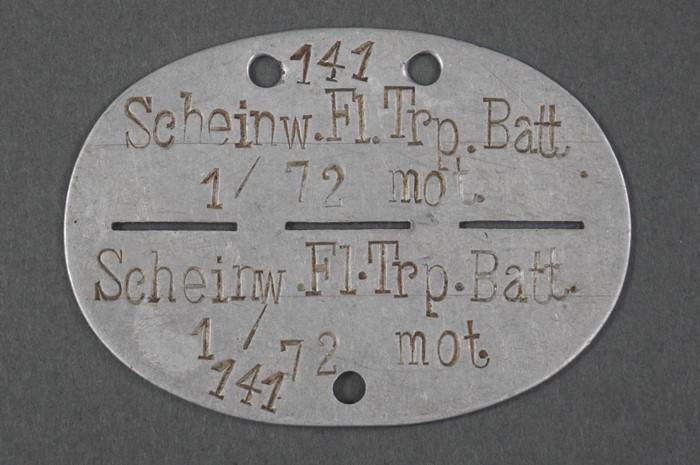 141
Scheinw.Fl.Trp.Batt.
1/72 mot.
Scheinw.Fl.Trp.Batt.
1/72 mot.
141